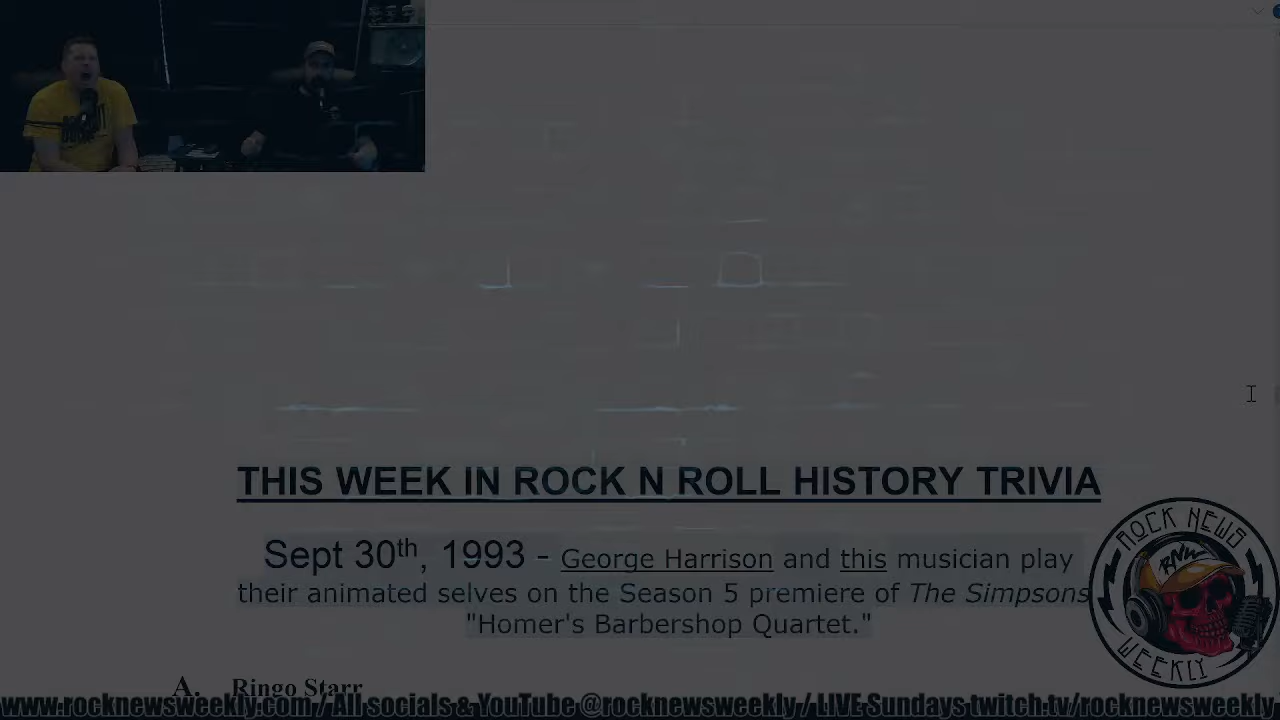 THIS WEEK IN ROCK N ROLL HISTORY TRIVIA
Sept 30th, 1993 - George Harrison and this musician play
their animated selves on the Season 5 premiere of The Simpsons
"Homer's Barbershop Quartet."
A. Ringo Starr
ROCK NEWS
RNW
WEEKLY
www.rocknewsweekly.com / All socials & YouTube @rocknewsweekly / LIVE Sundays twitch.tv/rocknewsweekly